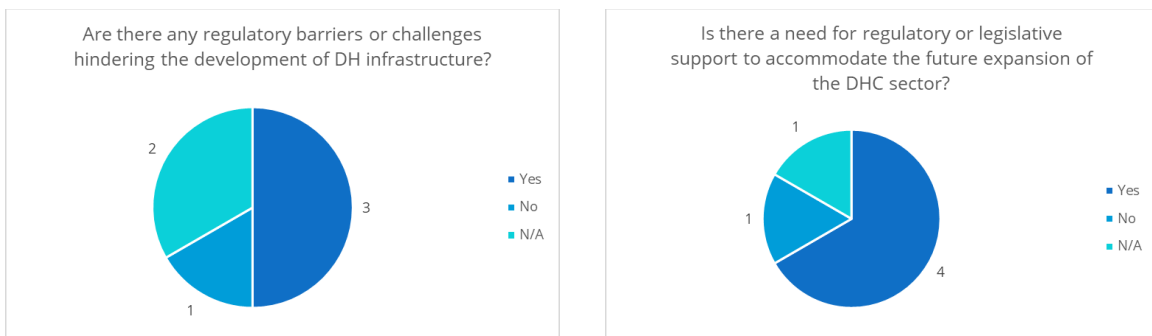 Are there any regulatory barriers or challenges
hindering the development of DH infrastructure?
2
3
1
Yes
No
N/A
Is there a need for regulatory or legislative
support to accommodate the future expansion of
the DHC sector?
1
1
4
Yes
No
N/A